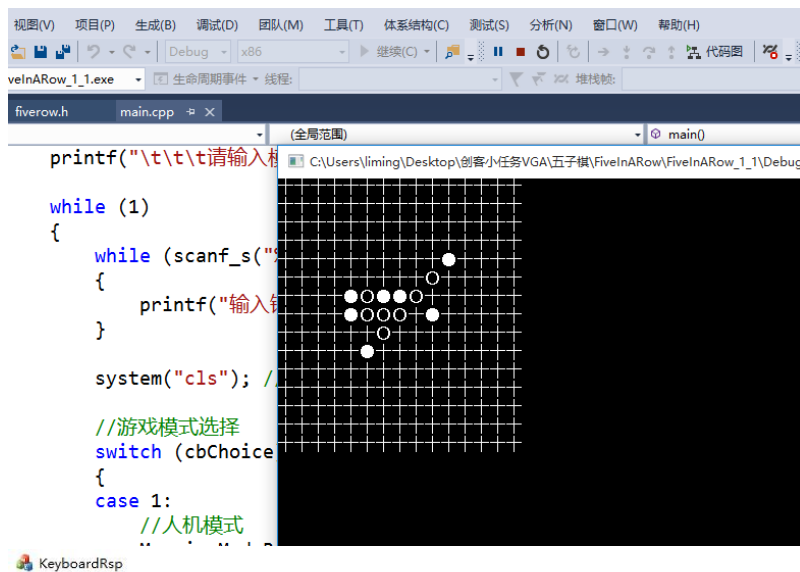 视图(V) 项目(P) 生成(B) 调试(D) 团队(M) 工具(T) 体系结构(C) 测试(S) 分析(N) 窗口(W) 帮助(H)
Debug x86 继续(C) 代码图
veInARow_1_1.exe 生命周期事件 线程: 堆栈帧:
fiverow.h main.cpp
(全局范围) main()
printf("\t\t\t请输入模
C:\Users\liming\Desktop\创客小任务VGA\五子棋\FiveInARow\FiveInARow_1_1\Debug
while (1)
{
while (scanf_s("%
{
printf("输入错
}
system("cls"); //
//游戏模式选择
switch (cbChoice
{
case 1:
//人机模式
KeyboardRsp